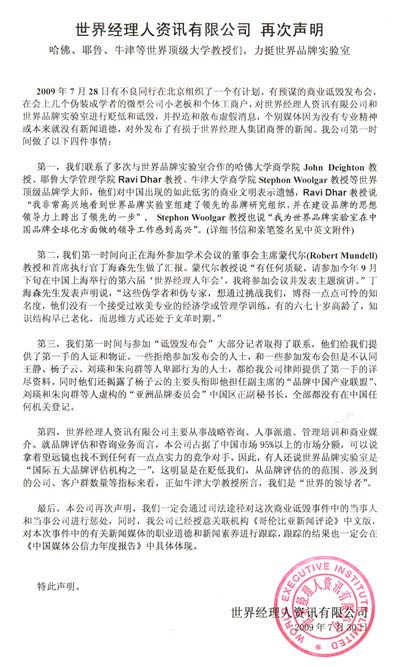 世界经理人资讯有限公司 再次声明
哈佛、耶鲁、牛津等世界顶级大学教授们，力挺世界品牌实验室
2009 年 7 月 28 日有不良同行在北京组织了一个有计划、有预谋的商业诋毁发布会，
在会上几个伪装成学者的微型公司小老板和个体工商户，对世界经理人资讯有限公司和
世界品牌实验室进行贬低和诋毁，并捏造和散布虚假消息，个别媒体因为没有专业精神
或本来就没有新闻道德，对外发布了有损于世界经理人集团商誉的新闻。我公司第一时
间做了以下四件事情：
第一，我们联系了多次与世界品牌实验室合作的哈佛大学商学院 John Deighton 教
授、耶鲁大学管理学院 Ravi Dhar 教授、牛津大学商学院 Stephon Woolgar 教授等世界
顶级品牌学大师，他们对中国出现的如此低劣的商业文明表示遗憾，Ravi Dhar 教授说
“我非常高兴地看到世界品牌实验室组建了领先的品牌研究组织，并在建设品牌的思想
领导力上跨出了领先的一步”，Stephon Woolgar 教授也说“我为世界品牌实验室在中
国品牌全球化方面做的领导工作感到高兴”。（详细书信和亲笔签名见中英文附件）
第二，我们第一时间向正在海外参加学术会议的董事会主席蒙代尔(Robert Mundell)
教授和首席执行官丁海森先生做了汇报。蒙代尔教授说“有任何质疑，请参加今年 9 月
下旬在中国上海举行的第六届‘世界经理人年会’，我将参加会议并发表主题演讲。”丁
海森先生发表声明说，“这些伪学者和伪专家，想通过挑战我们，博得一点点可怜的知
名度，他们没有一个接受过欧美专业的经济学或管理学训练，有的六七十岁高龄了，知
识结构早已老化，而思维方式还处于文革时期。”
第三，我们第一时间与参加“诋毁发布会”大部分记者取得了联系，他们给我们提
供了第一手的人证和物证。一些拒绝参加发布会的人士，和一些参加发布会但是不认同
王静、杨子云、刘瑛和朱向群等人卑鄙行为的人士，都给我公司律师提供了第一手的详
尽资料。同时他们还揭露了杨子云的主要头衔即他担任副主席的“品牌中国产业联盟”、
刘瑛和朱向群等人虚构的“亚洲品牌委员会”中国区正副秘书长，全部都没有在中国任
何机关登记。
第四，世界经理人资讯有限公司主要从事战略咨询、人事派遣、管理培训和商业媒
介。就品牌评估和咨询业务而言，本公司占据了中国市场 95%以上的市场分额，可以说
拿着望远镜也找不到任何有一点点实力的竞争对手。因此，有人还说世界品牌实验室是
“国际五大品牌评估机构之一”，这明显是在贬低我们，从品牌评估的的范围、涉及到
的公司、客户群数量等指标来看，正如牛津大学教授所言，我们是“世界的领导者”。
最后，本公司再次声明，我们一定会通过司法途径对这次商业诋毁事件中的当事人
和当事公司进行惩处，同时，我公司已经授意关联机构《哥伦比亚新闻评论》中文版，
对本次事件中的有关新闻媒体的职业道德和新闻素养进行跟踪，跟踪的结果也一定会在
《中国媒体公信力年度报告》中具体体现。
特此声明。
世界经理人资讯有限公司
2009 年 7 月 30 日
WORLD EXECUTIVE INSTITUTE LIMITED
世界经理人资讯有限公司